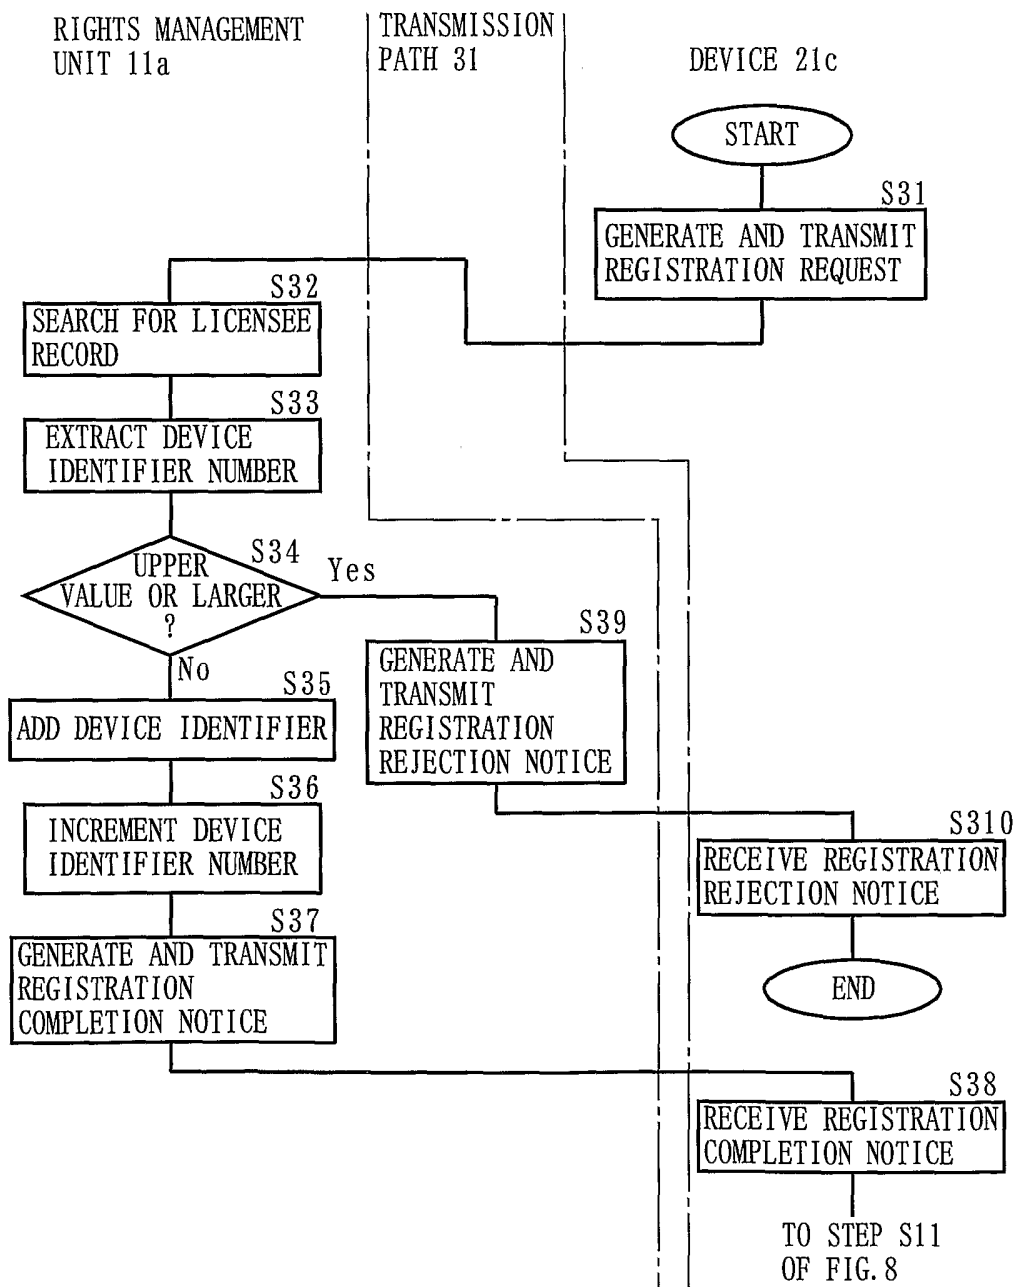 RIGHTS MANAGEMENT
UNIT 11a
TRANSMISSION
PATH 31
DEVICE 21c
START
S31
GENERATE AND TRANSMIT
REGISTRATION REQUEST
S32
SEARCH FOR LICENSEE
RECORD
S33
EXTRACT DEVICE
IDENTIFIER NUMBER
S34
UPPER
VALUE OR LARGER
?
Yes
No
S39
GENERATE AND
TRANSMIT
REGISTRATION
REJECTION NOTICE
S35
ADD DEVICE IDENTIFIER
S36
INCREMENT DEVICE
IDENTIFIER NUMBER
S310
RECEIVE REGISTRATION
REJECTION NOTICE
END
S37
GENERATE AND TRANSMIT
REGISTRATION
COMPLETION NOTICE
S38
RECEIVE REGISTRATION
COMPLETION NOTICE
TO STEP S11
OF FIG.8